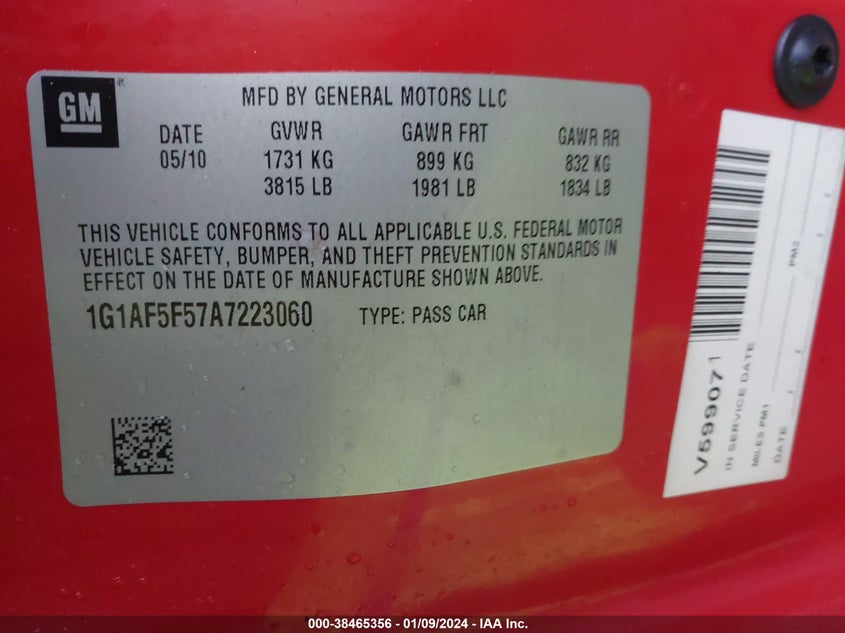 GM®
MFD BY GENERAL MOTORS LLC
DATE GVWR GAWR FRT GAWR RR
05/10 1731 KG 899 KG 832 KG
3815 LB 1981 LB 1834 LB
THIS VEHICLE CONFORMS TO ALL APPLICABLE U.S. FEDERAL MOTOR
VEHICLE SAFETY, BUMPER, AND THEFT PREVENTION STANDARDS IN
EFFECT ON THE DATE OF MANUFACTURE SHOWN ABOVE.
1G1AF5F57A7223060 TYPE: PASS CAR
V599071
IN SERVICE DATE
MILES PM1 PM2
DATE / / / /
000-38465356 - 01/09/2024 - IAA Inc.